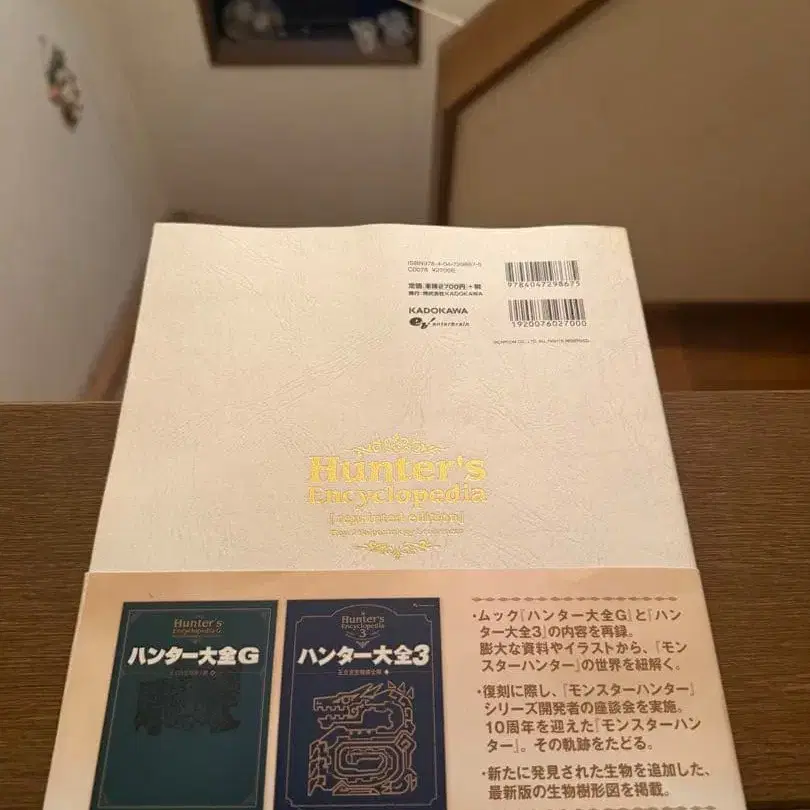 ISBN978-4-04-729867-5
C0076 ¥2700E
定価:本体2,700円+税
発行:株式会社KADOKAWA
KADOKAWA
enterbrain
9784047298675
1920076027000
©CAPCOM CO., LTD. ALL RIGHTS RESERVED.
Hunter's
Encyclopedia
[reprinted edition]
Hunter's
Encyclopedia G
ハンター大全G
Hunter's
Encyclopedia
3
ハンター大全3
・ムック『ハンター大全G』と『ハン
ター大全3』の内容を再録。
膨大な資料やイラストから、『モン
スターハンター』の世界を紐解く。
・復刻に際し、『モンスターハンター』
シリーズ開発者の座談会を実施。
10周年を迎えた『モンスターハン
ター』。その軌跡をたどる。
・新たに発見された生物を追加した、
最新版の生物樹形図を掲載。